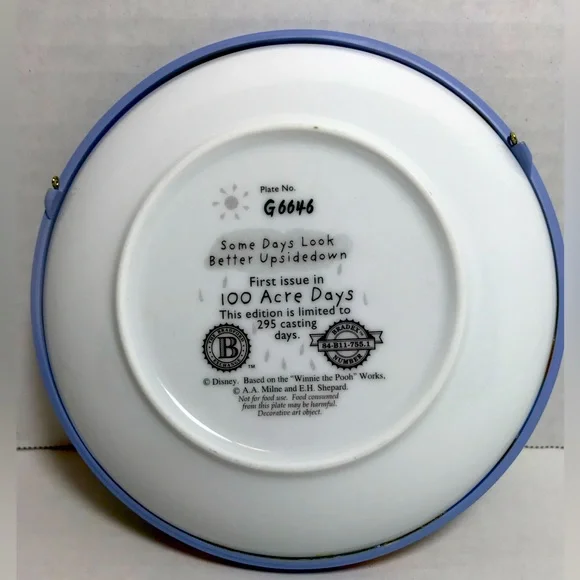 Plate No.
G6646
Some Days Look
Better Upsidedown
First issue in
100 Acre Days
This edition is limited to
295 casting
days.
B
TM
BRADEX
84-B11-755.1
NUMBER
© Disney. Based on the "Winnie the Pooh" Works,
© A.A. Milne and E.H. Shepard.
Not for food use. Food consumed
from this plate may be harmful.
Decorative art object.